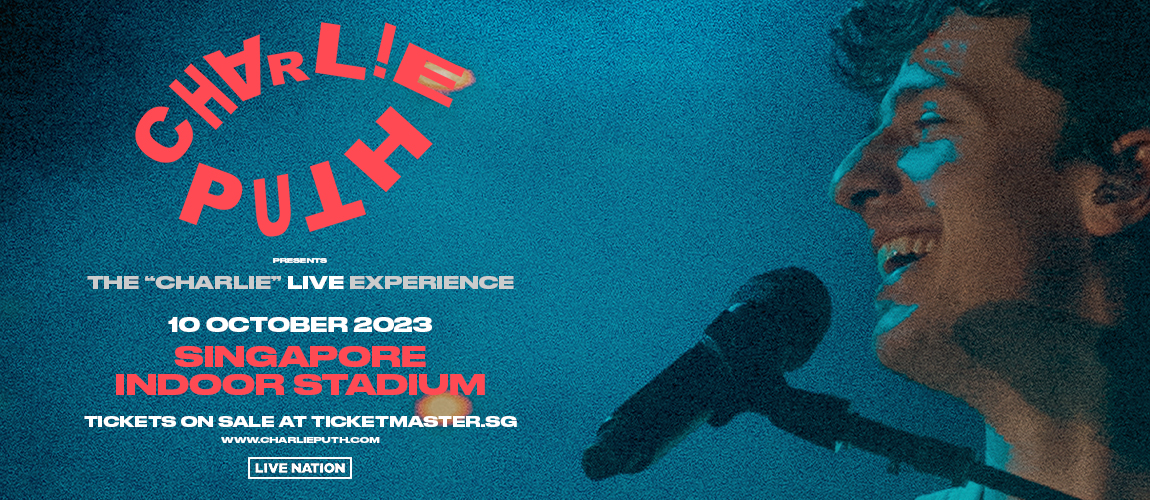 CHARL!E
PUTH
PRESENTS
THE “CHARLIE” LIVE EXPERIENCE
10 OCTOBER 2023
SINGAPORE
INDOOR STADIUM
TICKETS ON SALE AT TICKETMASTER.SG
WWW.CHARLIEPUTH.COM
LIVE NATION